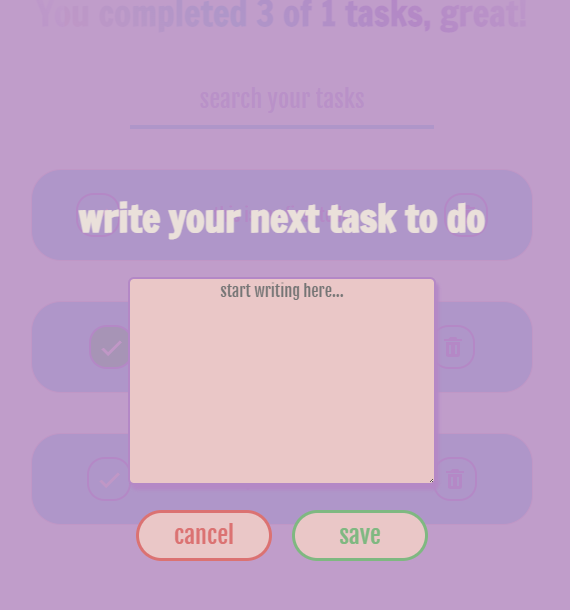 You completed 3 of 1 tasks, great!
search your tasks
write your next task to do
start writing here...
cancel
save